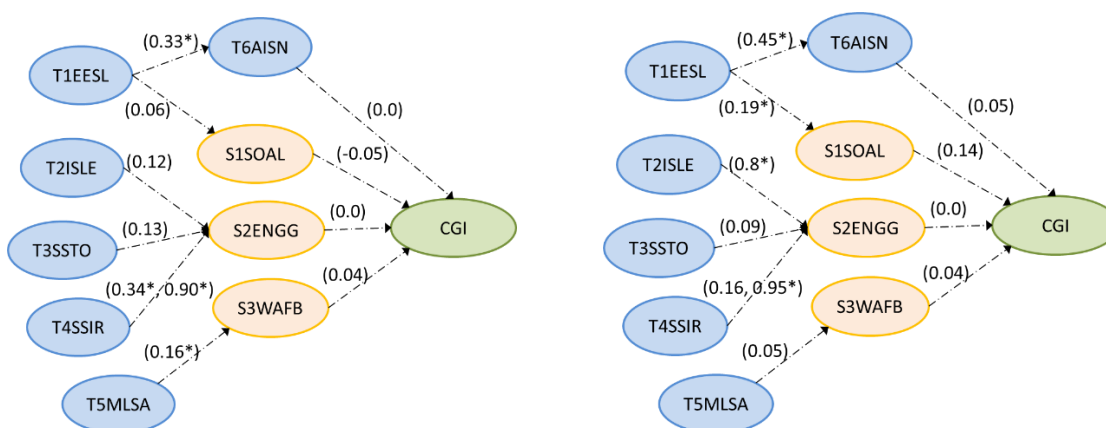 (0.33*)
T6AISN
T1EESL
(0.06)
(0.0)
S1SOAL
(-0.05)
T2ISLE
(0.12)
(0.0)
S2ENGG
CGI
T3SSTO
(0.13)
(0.04)
(0.34*, 0.90*)
S3WAFB
T4SSIR
(0.16*)
T5MLSA
(0.45*)
T6AISN
T1EESL
(0.19*)
(0.05)
S1SOAL
(0.14)
T2ISLE
(0.8*)
(0.0)
S2ENGG
CGI
T3SSTO
(0.09)
(0.04)
(0.16, 0.95*)
S3WAFB
T4SSIR
(0.05)
T5MLSA